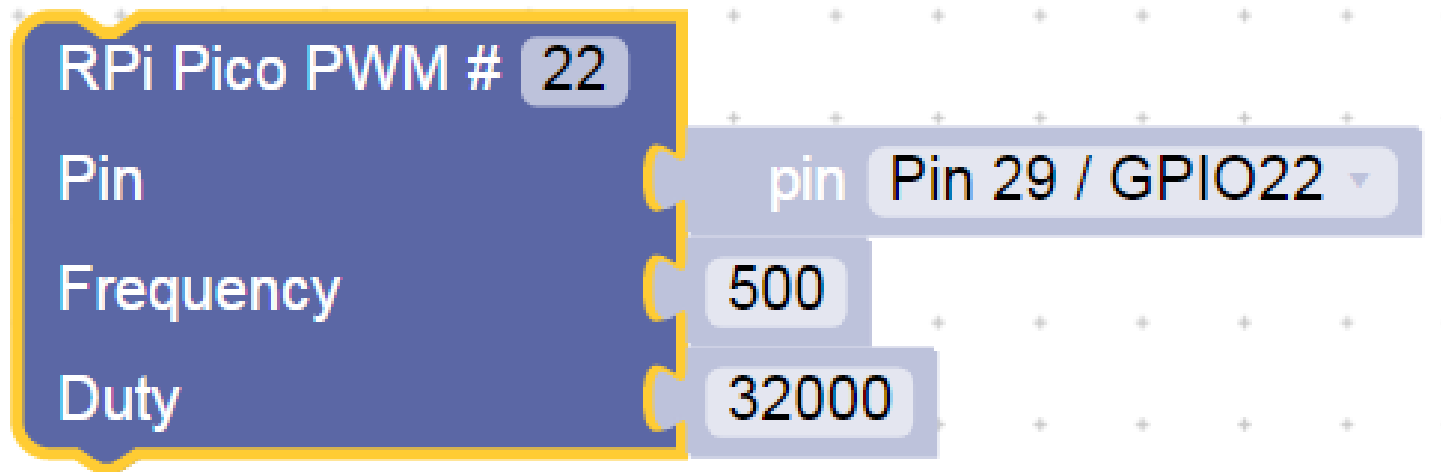 RPi Pico PWM # 22
Pin pin Pin 29 / GPIO22
Frequency 500
Duty 32000